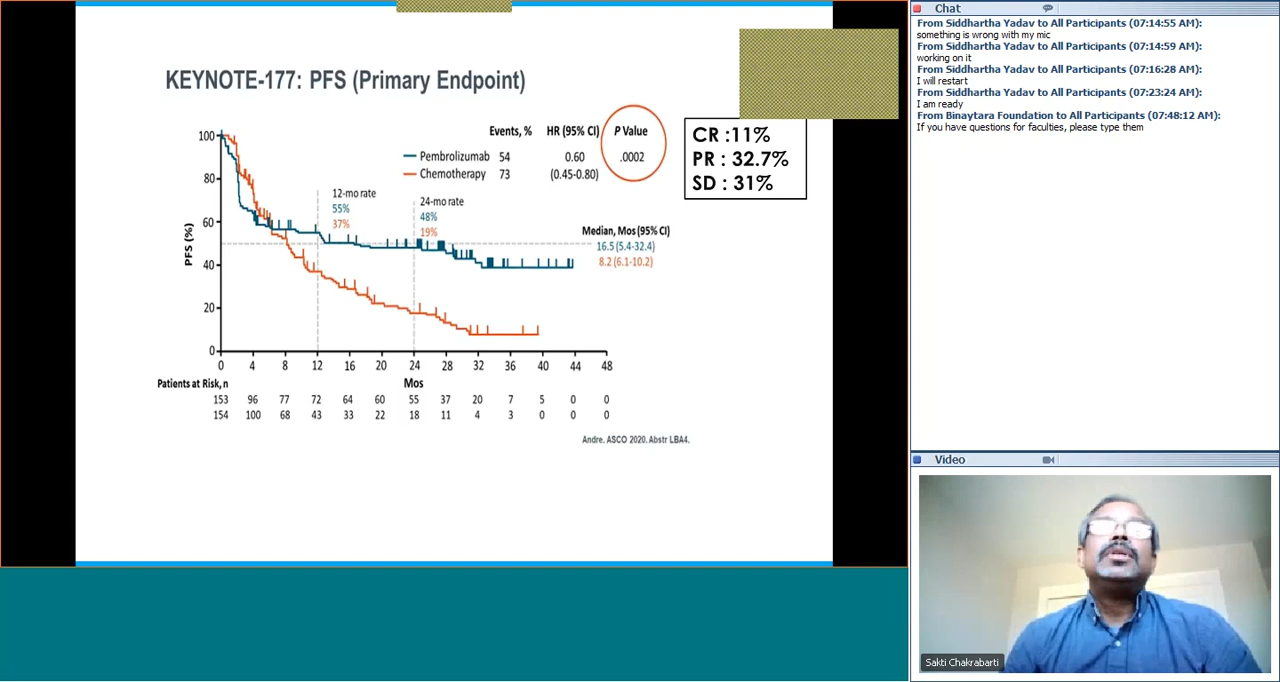 KEYNOTE-177: PFS (Primary Endpoint)
Events, % HR (95% CI) P Value
Pembrolizumab 54 0.60 .0002
Chemotherapy 73 (0.45-0.80)
CR :11%
PR : 32.7%
SD : 31%
12-mo rate
55%
37%
24-mo rate
48%
19%
Median, Mos (95% CI)
16.5 (5.4-32.4)
8.2 (6.1-10.2)
PFS (%)
100
80
60
40
20
0
0 4 8 12 16 20 24 28 32 36 40 44 48
Patients at Risk, n
Mos
153 96 77 72 64 60 55 37 20 7 5 0 0
154 100 68 43 33 22 18 11 4 3 0 0 0
Andre. ASCO 2020. Abstr LBA4.
Chat
From Siddhartha Yadav to All Participants (07:14:55 AM):
something is wrong with my mic
From Siddhartha Yadav to All Participants (07:14:59 AM):
working on it
From Siddhartha Yadav to All Participants (07:16:28 AM):
I will restart
From Siddhartha Yadav to All Participants (07:23:24 AM):
I am ready
From Binaytara Foundation to All Participants (07:48:12 AM):
If you have questions for faculties, please type them
Video
Sakti Chakrabarti